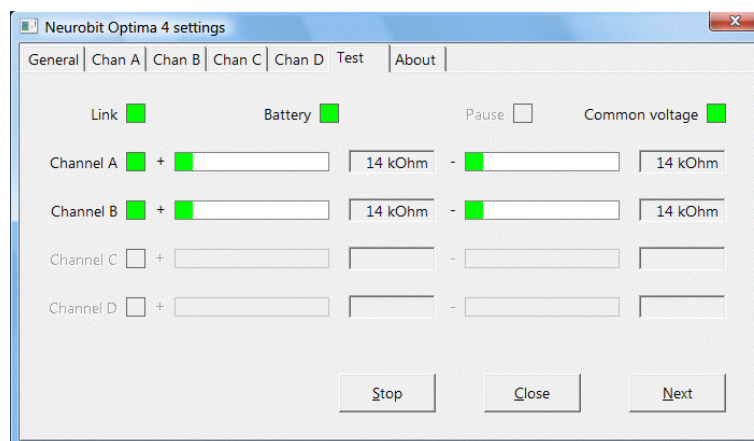 Neurobit Optima 4 settings
X
General Chan A Chan B Chan C Chan D Test About
Link Battery Pause Common voltage
Channel A + 14 kOhm - 14 kOhm
Channel B + 14 kOhm - 14 kOhm
Channel C + -
Channel D + -
Stop Close Next